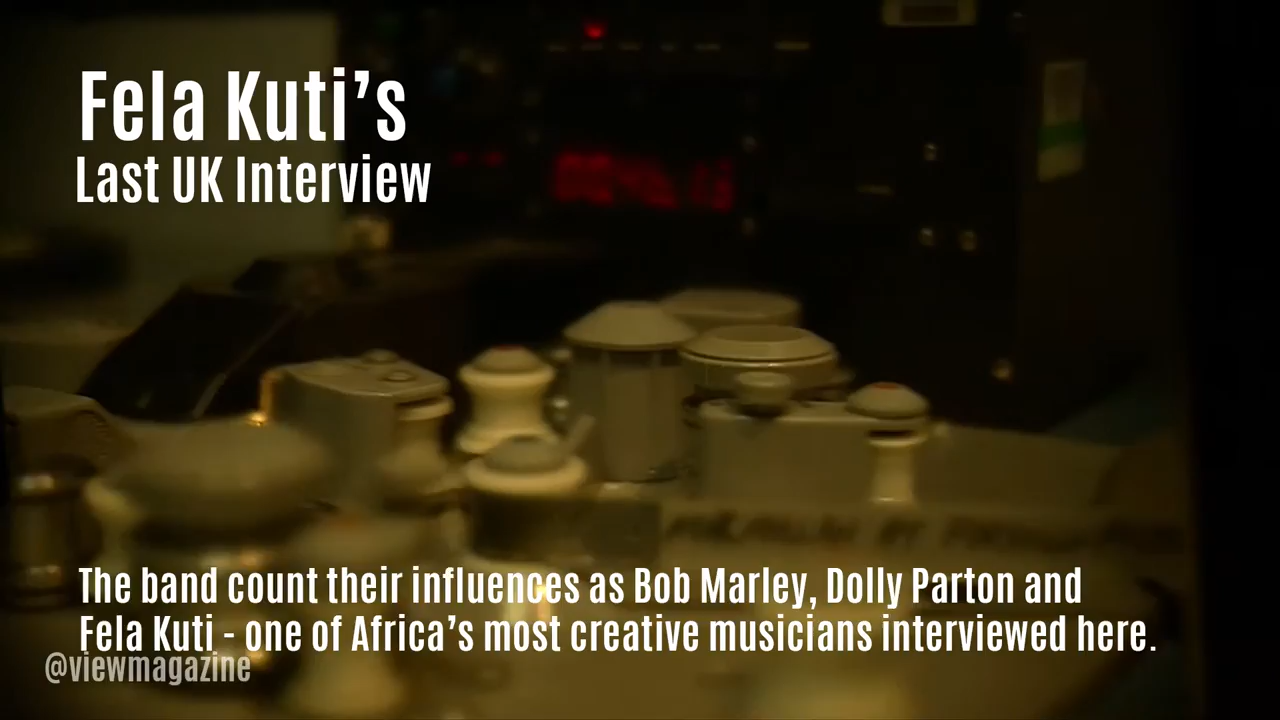 Fela Kuti’s
Last UK Interview
The band count their influences as Bob Marley, Dolly Parton and
Fela Kuti - one of Africa’s most creative musicians interviewed here.
@viewmagazine